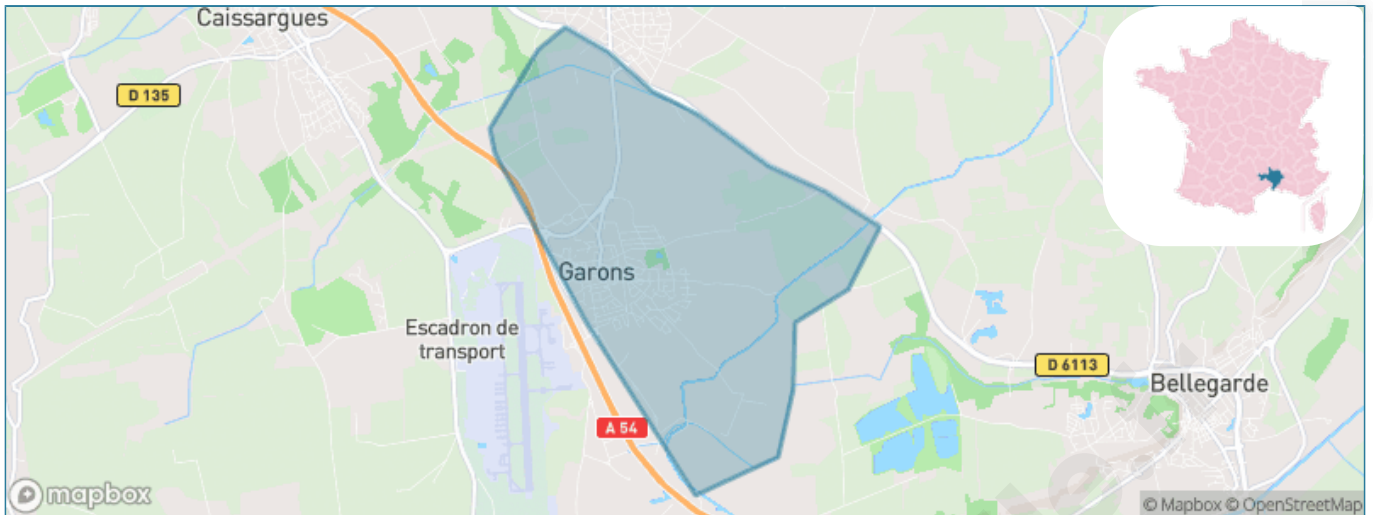 Caissargues
D 135
Garons
Escadron de
transport
D 6113
Bellegarde
A 54
mapbox
© Mapbox © OpenStreetMap